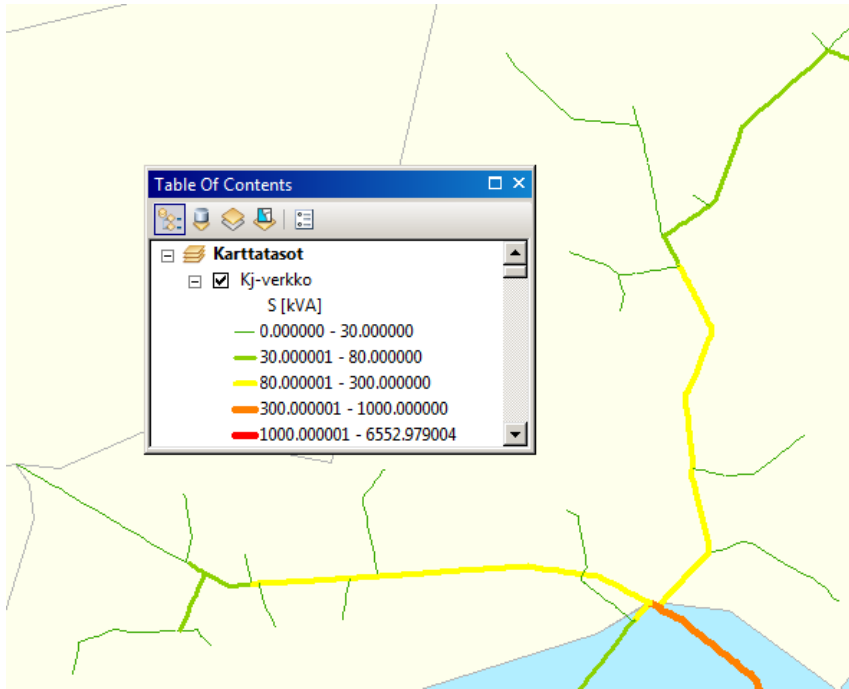 Table Of Contents
Karttatasot
Kj-verkko
S [kVA]
0.000000 - 30.000000
30.000001 - 80.000000
80.000001 - 300.000000
300.000001 - 1000.000000
1000.000001 - 6552.979004